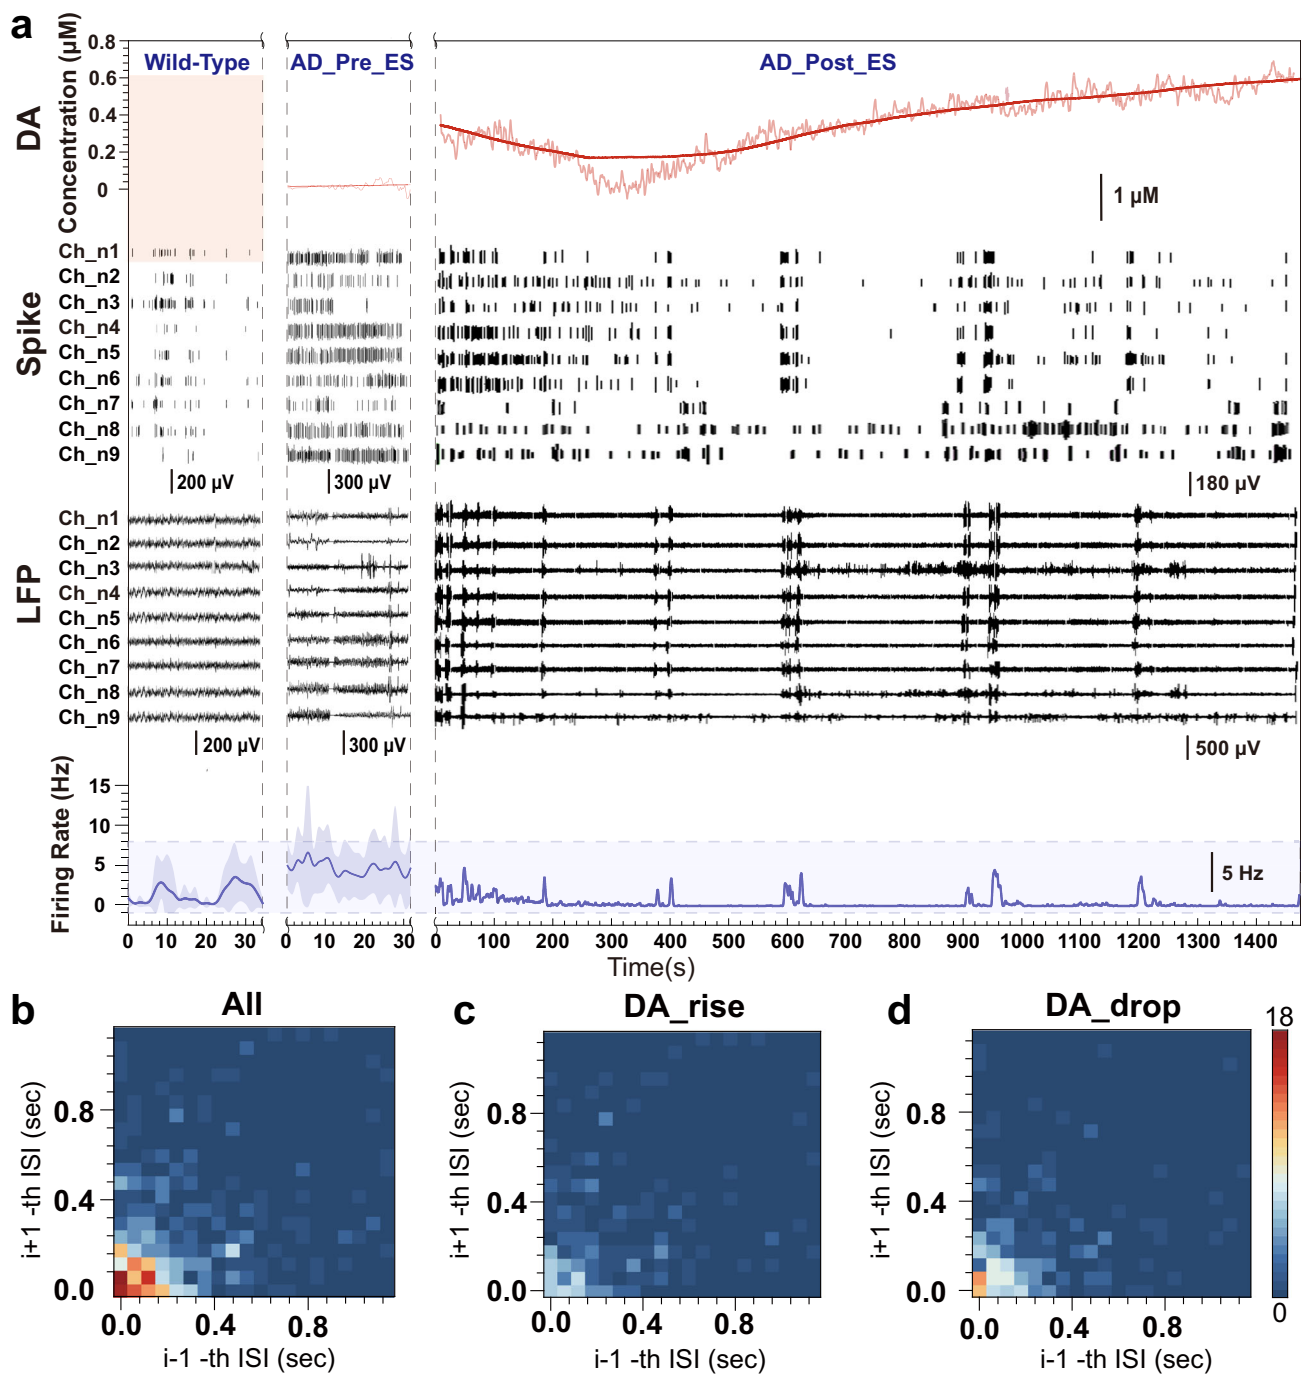 a
0.8
0.6
0.4
0.2
0
Concentration (μM)
DA
Wild-Type
AD_Pre_ES
AD_Post_ES
1 μM
Spike
Ch_n1
Ch_n2
Ch_n3
Ch_n4
Ch_n5
Ch_n6
Ch_n7
Ch_n8
Ch_n9
200 μV
300 μV
180 μV
LFP
Ch_n1
Ch_n2
Ch_n3
Ch_n4
Ch_n5
Ch_n6
Ch_n7
Ch_n8
Ch_n9
200 μV
300 μV
500 μV
Firing Rate (Hz)
15
10
5
0
5 Hz
0 10 20 30
0 10 20 30
0 100 200 300 400 500 600 700 800 900 1000 1100 1200 1300 1400
Time(s)
b
All
i+1 -th ISI (sec)
0.8
0.4
0.0
0.0 0.4 0.8
i-1 -th ISI (sec)
c
DA_rise
i+1 -th ISI (sec)
0.8
0.4
0.0
0.0 0.4 0.8
i-1 -th ISI (sec)
d
DA_drop
i+1 -th ISI (sec)
0.8
0.4
0.0
0.0 0.4 0.8
i-1 -th ISI (sec)
18
0